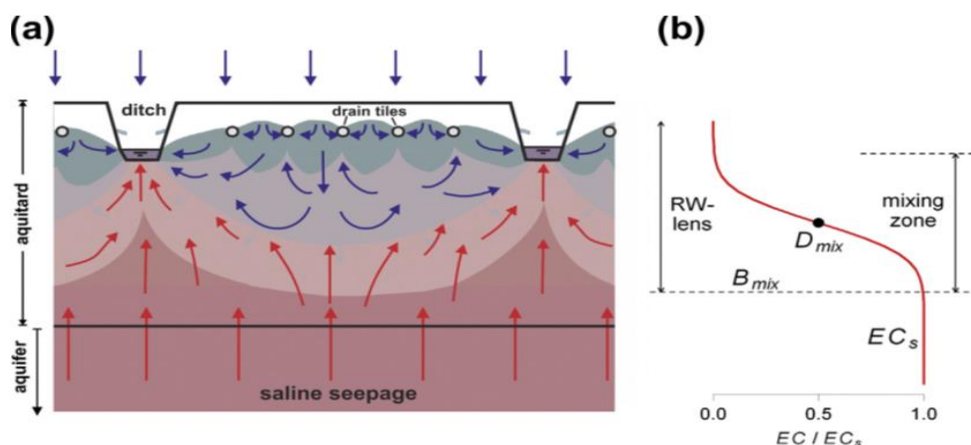 (a)
ditch
drain tiles
aquitard
aquifer
saline seepage
(b)
RW-
lens
mixing
zone
D_mix
B_mix
EC_s
0.0 0.5 1.0
EC / EC_s